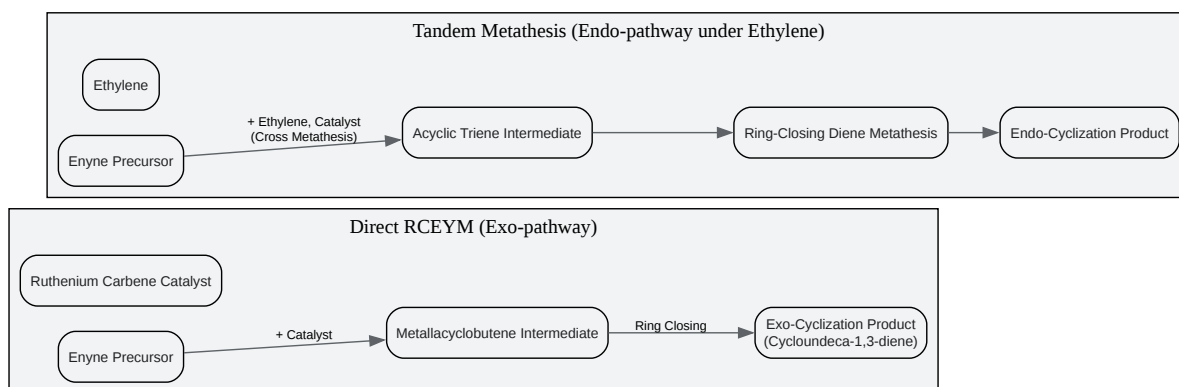 Tandem Metathesis (Endo-pathway under Ethylene)
Ethylene
Enyne Precursor
+ Ethylene, Catalyst
(Cross Metathesis)
Acyclic Triene Intermediate
Ring-Closing Diene Metathesis
Endo-Cyclization Product
Direct RCEYM (Exo-pathway)
Ruthenium Carbene Catalyst
Enyne Precursor
+ Catalyst
Metallacyclobutene Intermediate
Ring Closing
Exo-Cyclization Product
(Cycloundeca-1,3-diene)